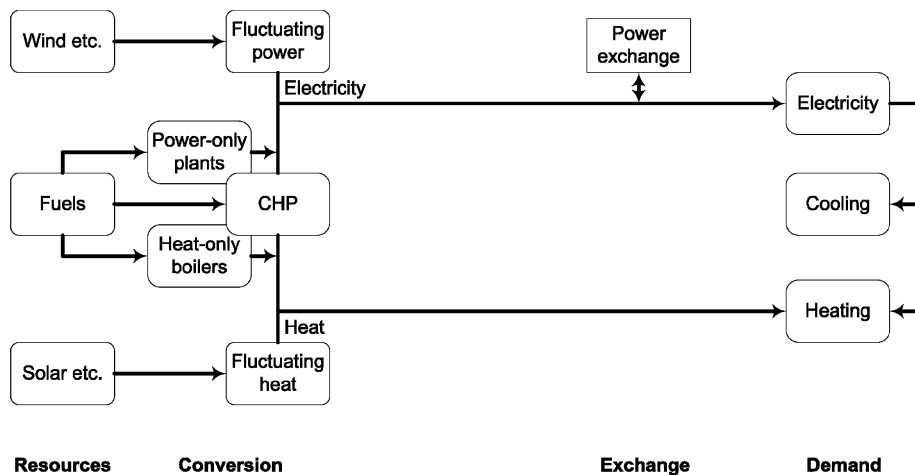 Wind etc.
Fluctuating
power
Power
exchange
Electricity
Electricity
Power-only
plants
Fuels
CHP
Cooling
Heat-only
boilers
Heating
Heat
Solar etc.
Fluctuating
heat
Resources
Conversion
Exchange
Demand